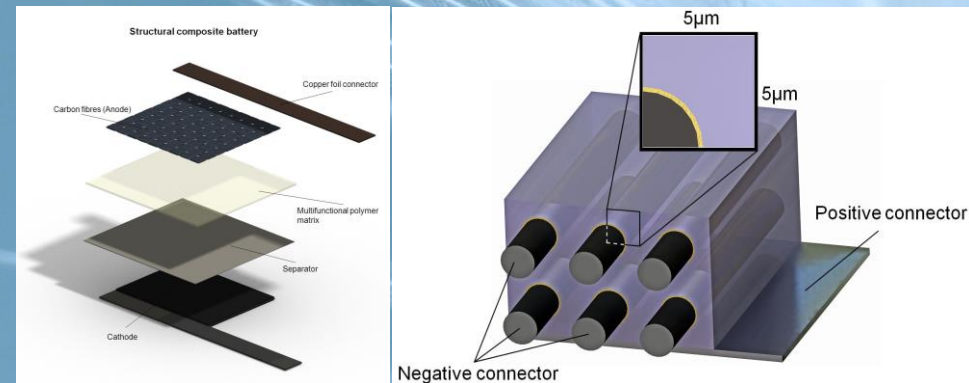 Structural composite battery
Copper foil connector
Carbon fibres (Anode)
Multifunctional polymer
matrix
Separator
Cathode
5µm
5µm
Positive connector
Negative connector